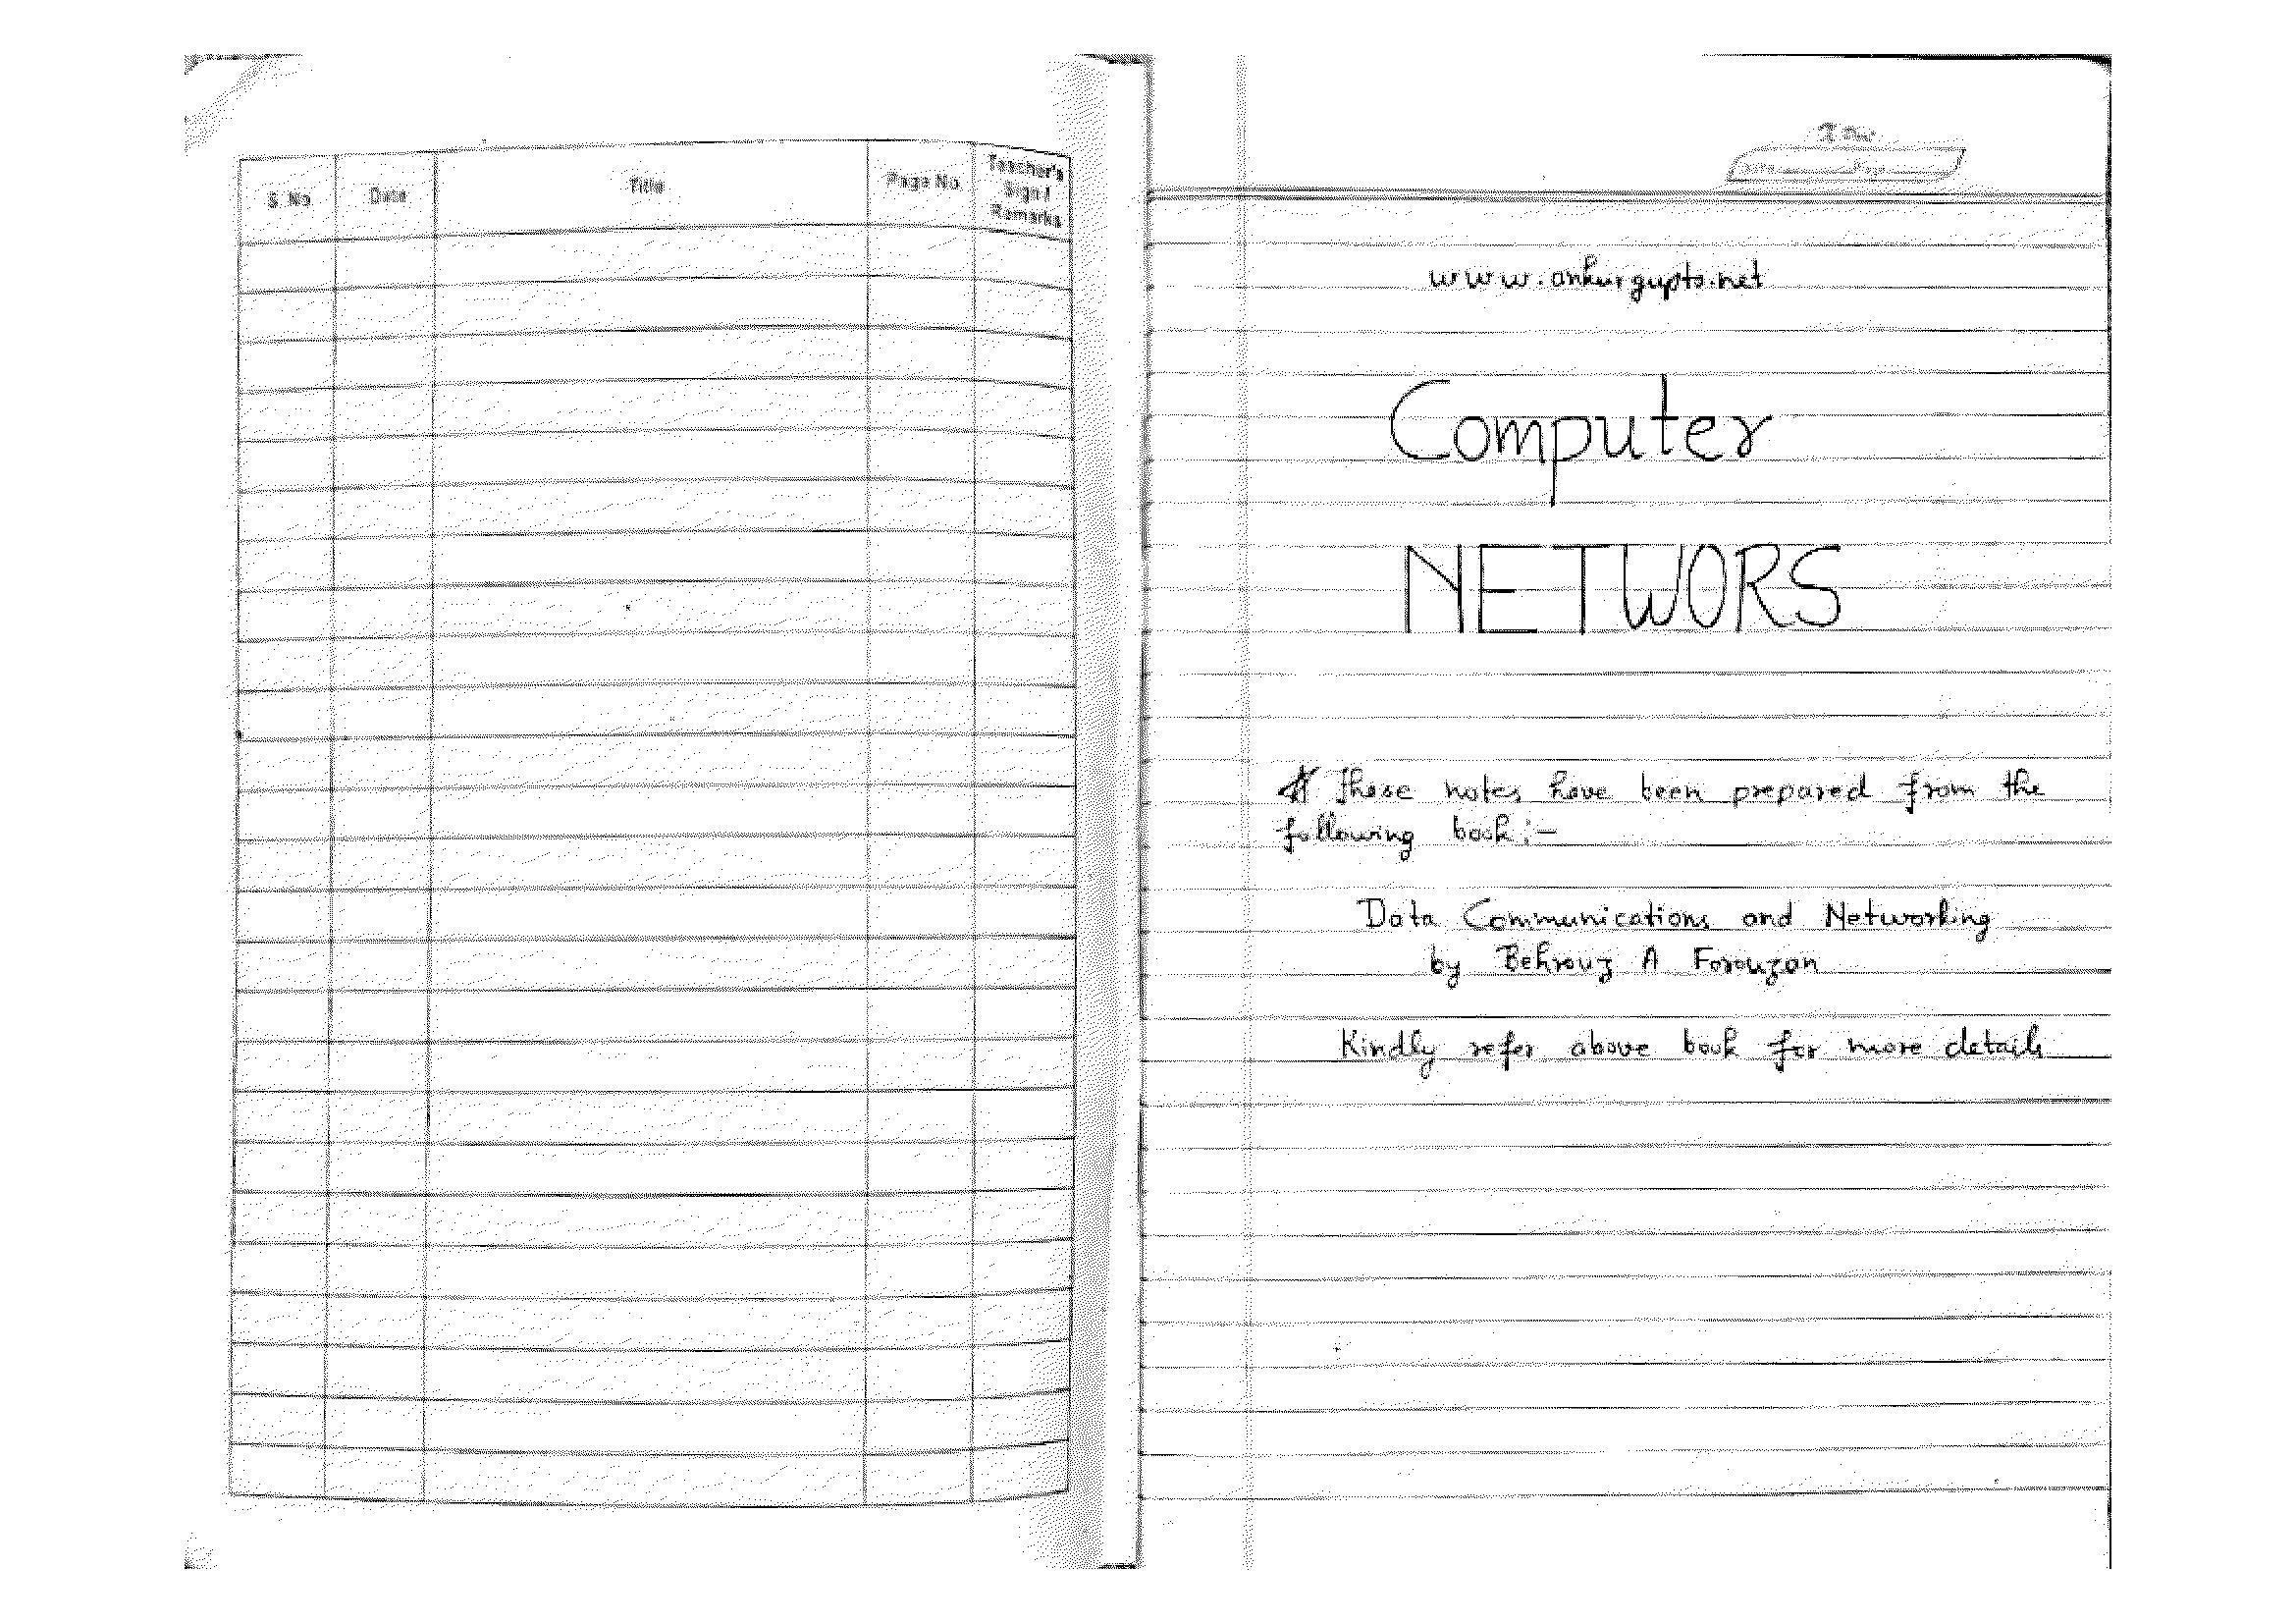 S. No.
Date
Title
Page No.
Teacher's
Sign /
Remarks
www.ankurgupta.net
Computer
NETWORS
# These notes have been prepared from the
following book:-
Data Communications and Networking
by Behrouz A Forouzan
Kindly refer above book for more details